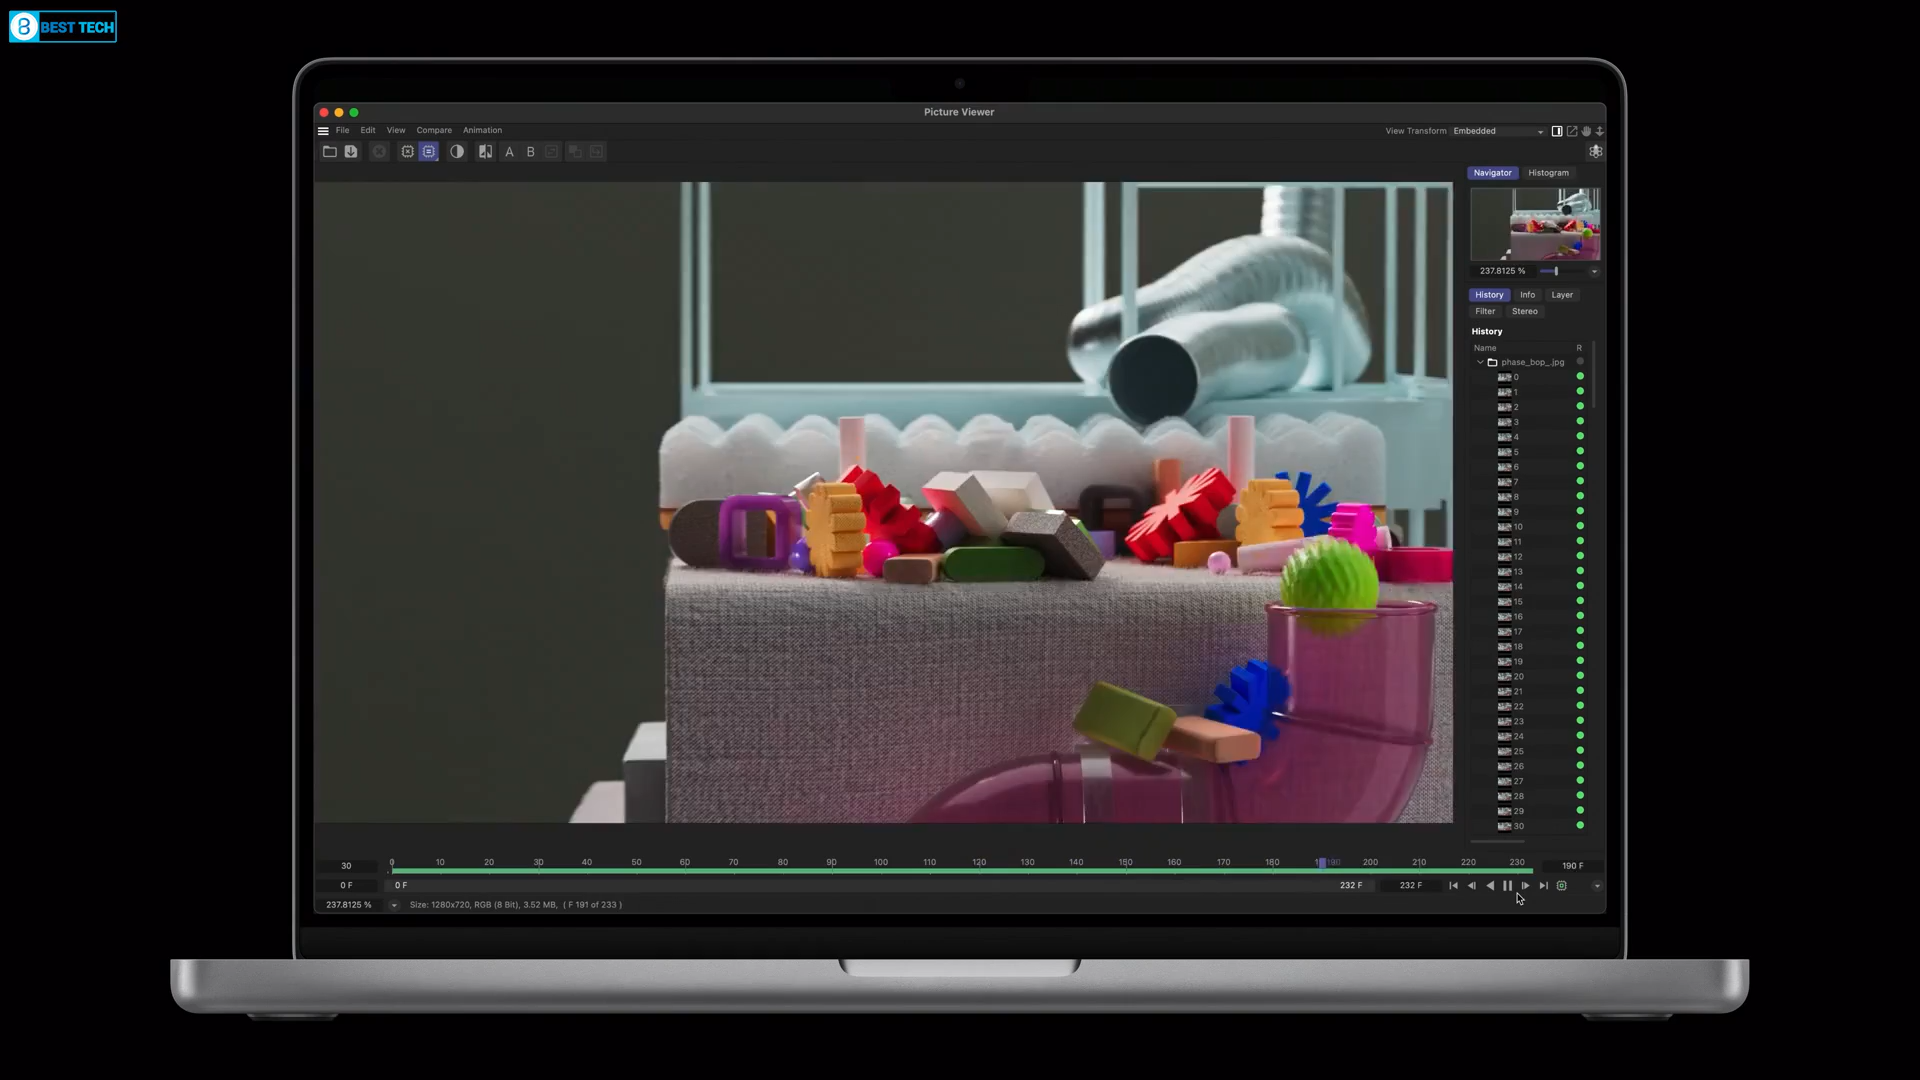 BEST TECH
Picture Viewer
File Edit View Compare Animation
View Transform Embedded
A B
Navigator Histogram
237.8125 %
History Info Layer
Filter Stereo
History
Name R
phase_bop_.jpg
0
1
2
3
4
5
6
7
8
9
10
11
12
13
14
15
16
17
18
19
20
21
22
23
24
25
26
27
28
29
30
30 0 10 20 30 40 50 60 70 80 90 100 110 120 130 140 150 160 170 180 190 200 210 220 230 190 F
0 F 0 F 232 F 232 F
237.8125 % Size: 1280x720, RGB (8 Bit), 3.52 MB, ( F 191 of 233 )